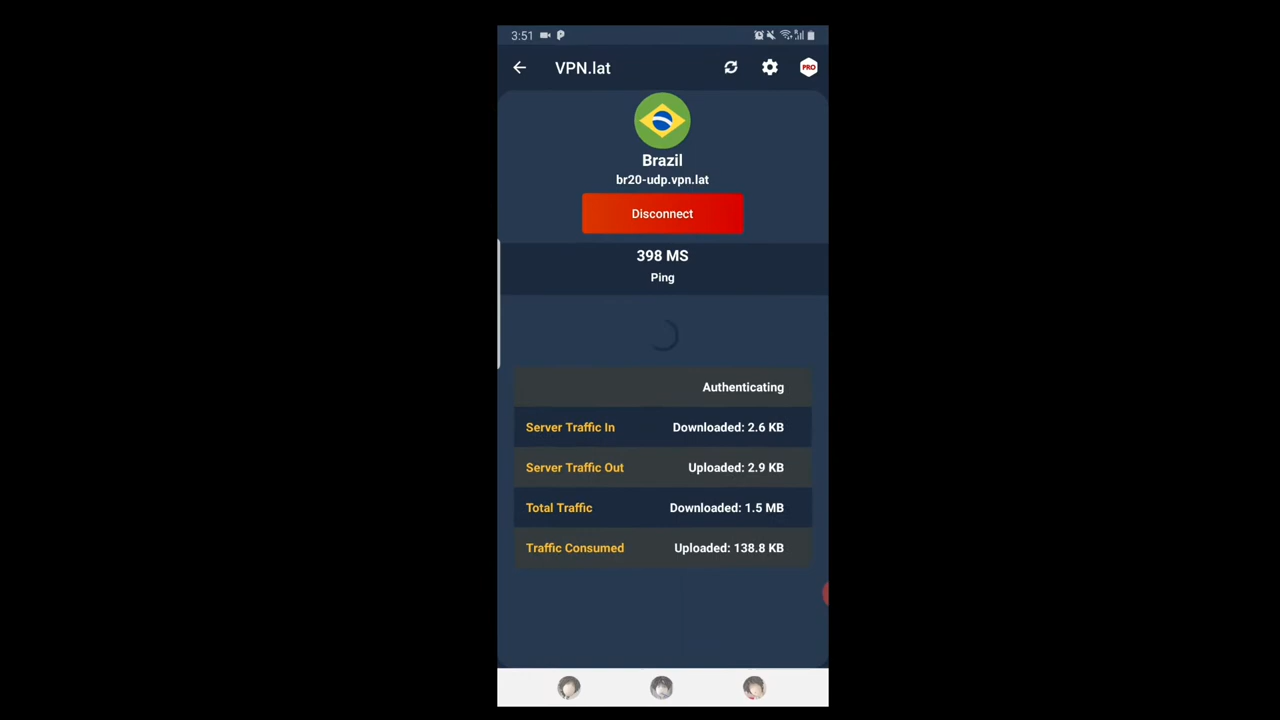 3:51
VPN.lat
PRO
Brazil
br20-udp.vpn.lat
Disconnect
398 MS
Ping
Authenticating
Server Traffic In Downloaded: 2.6 KB
Server Traffic Out Uploaded: 2.9 KB
Total Traffic Downloaded: 1.5 MB
Traffic Consumed Uploaded: 138.8 KB